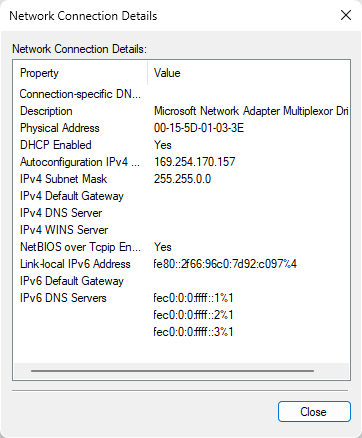 Network Connection Details
Network Connection Details:
Property Value
Connection-specific DN...
Description Microsoft Network Adapter Multiplexor Dri
Physical Address 00-15-5D-01-03-3E
DHCP Enabled Yes
Autoconfiguration IPv4 ... 169.254.170.157
IPv4 Subnet Mask 255.255.0.0
IPv4 Default Gateway
IPv4 DNS Server
IPv4 WINS Server
NetBIOS over Tcpip En... Yes
Link-local IPv6 Address fe80::2f66:96c0:7d92:c097%4
IPv6 Default Gateway
IPv6 DNS Servers fec0:0:0:ffff::1%1
fec0:0:0:ffff::2%1
fec0:0:0:ffff::3%1
Close